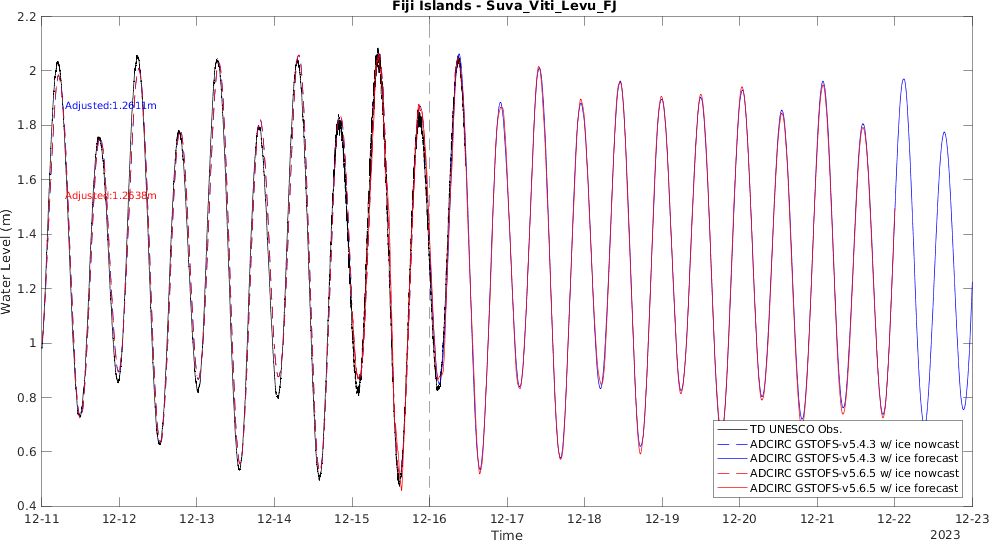 Fiji Islands - Suva_Viti_Levu_FJ
2.2
2
1.8
1.6
1.4
1.2
1
0.8
0.6
0.4
Water Level (m)
Adjusted:1.2611m
Adjusted:1.2638m
TD UNESCO Obs.
ADCIRC GSTOFS-v5.4.3 w/ ice nowcast
ADCIRC GSTOFS-v5.4.3 w/ ice forecast
ADCIRC GSTOFS-v5.6.5 w/ ice nowcast
ADCIRC GSTOFS-v5.6.5 w/ ice forecast
12-11 12-12 12-13 12-14 12-15 12-16 12-17 12-18 12-19 12-20 12-21 12-22 12-23
Time
2023